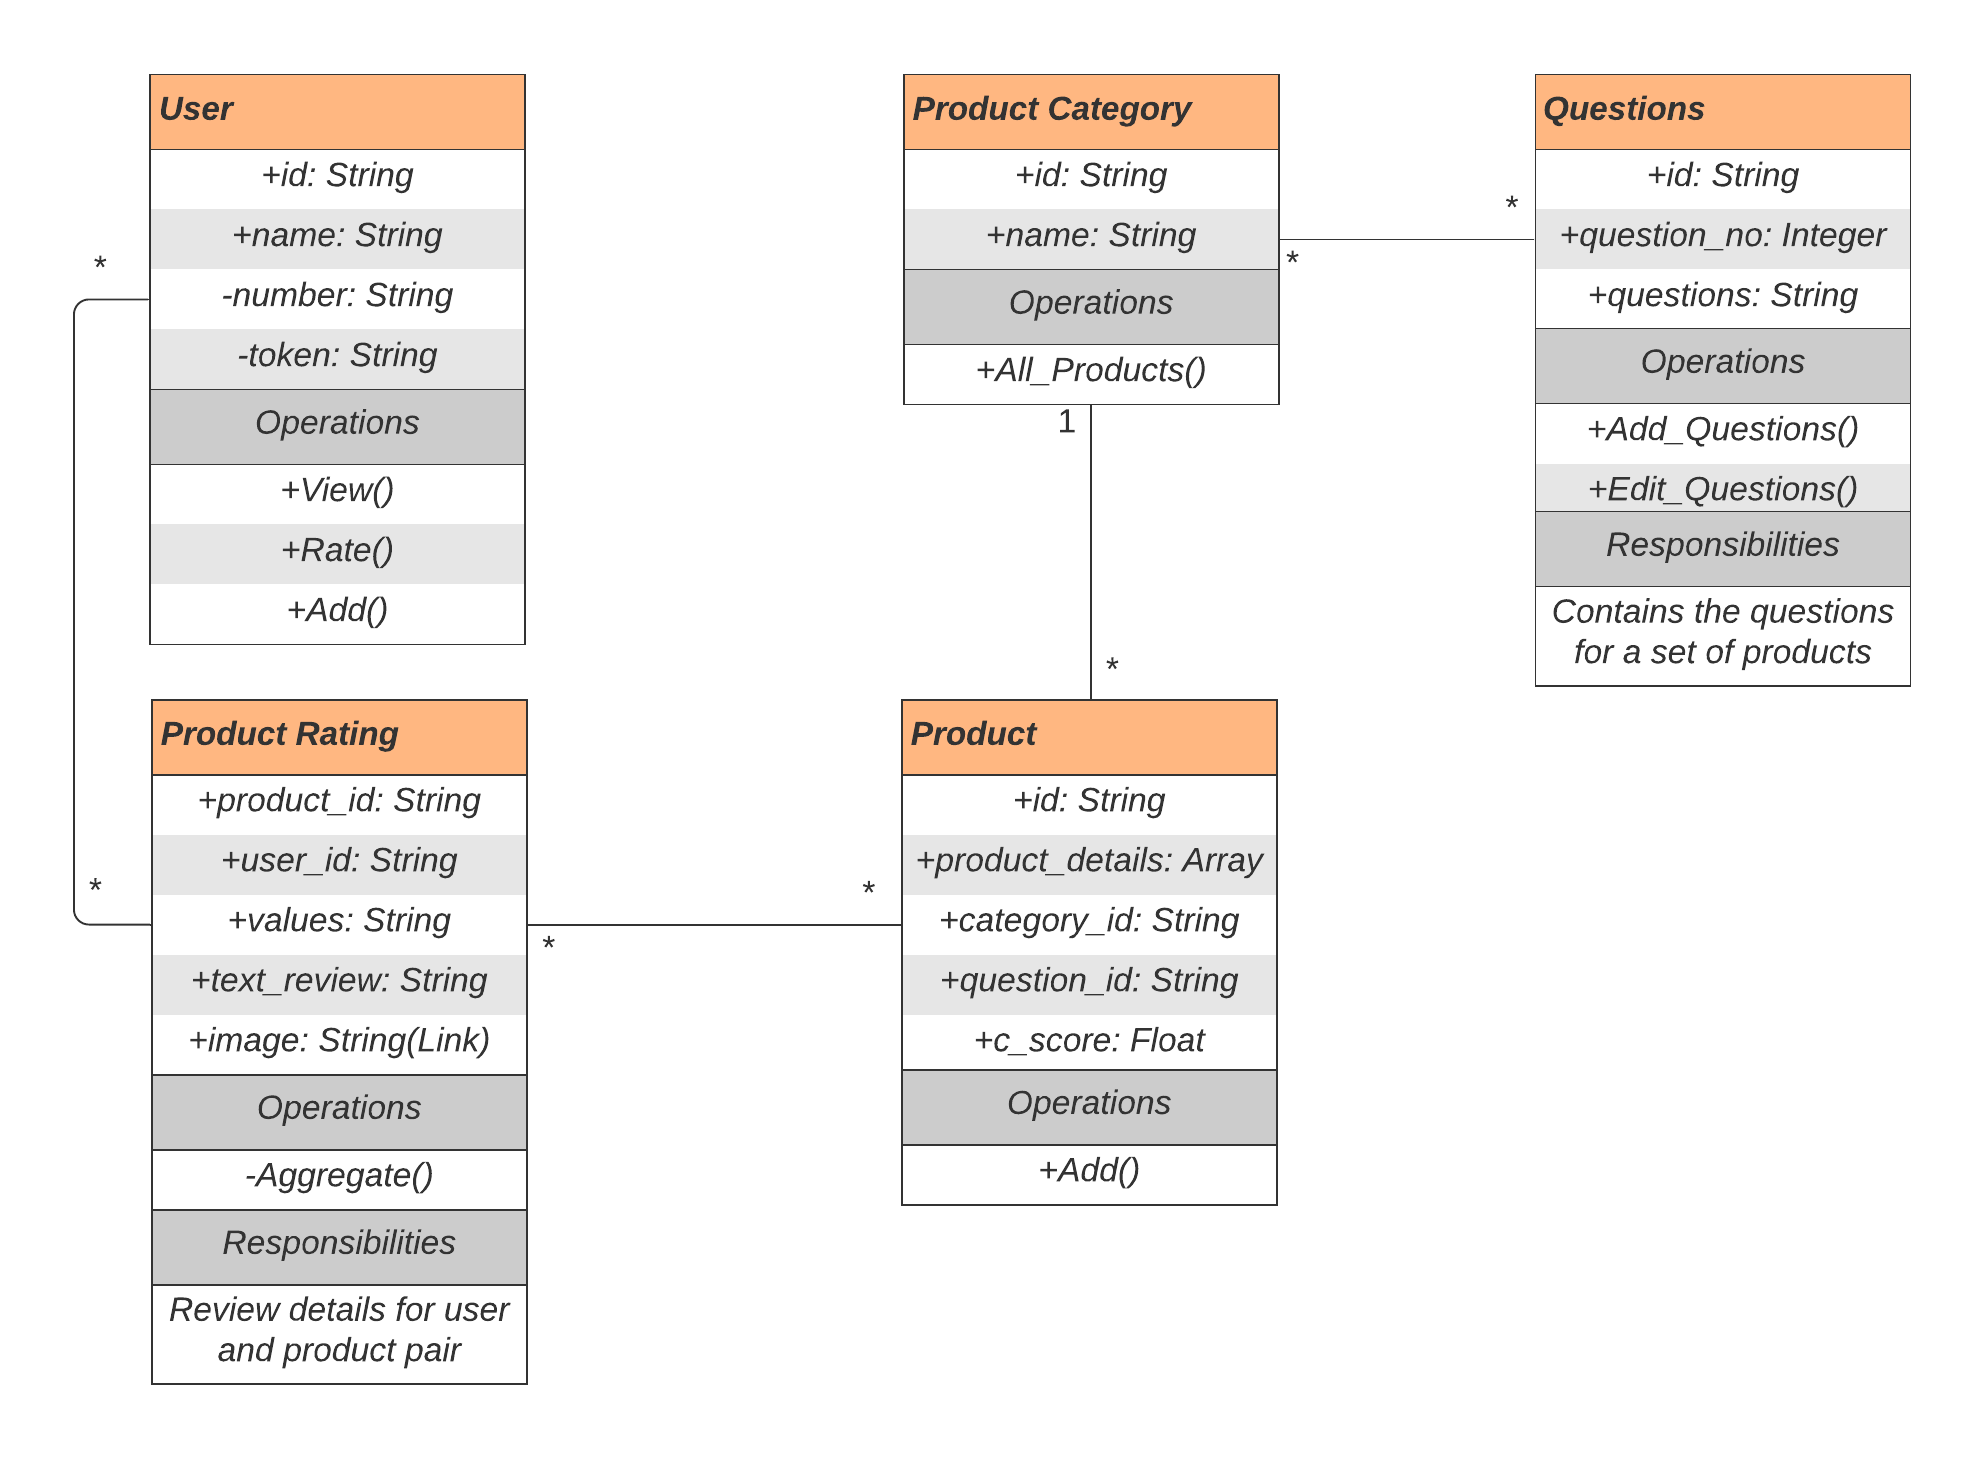 User
+id: String
+name: String
-number: String
-token: String
Operations
+View()
+Rate()
+Add()
*
*
Product Category
+id: String
+name: String
Operations
+All_Products()
*
*
1
*
Questions
+id: String
+question_no: Integer
+questions: String
Operations
+Add_Questions()
+Edit_Questions()
Responsibilities
Contains the questions
for a set of products
Product Rating
+product_id: String
+user_id: String
+values: String
+text_review: String
+image: String(Link)
Operations
-Aggregate()
Responsibilities
Review details for user
and product pair
*
*
Product
+id: String
+product_details: Array
+category_id: String
+question_id: String
+c_score: Float
Operations
+Add()